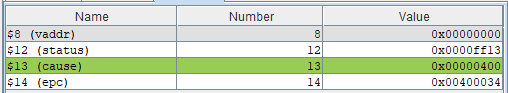 Name Number Value
$8 (vaddr) 8 0x00000000
$12 (status) 12 0x0000ff13
$13 (cause) 13 0x00000400
$14 (epc) 14 0x00400034